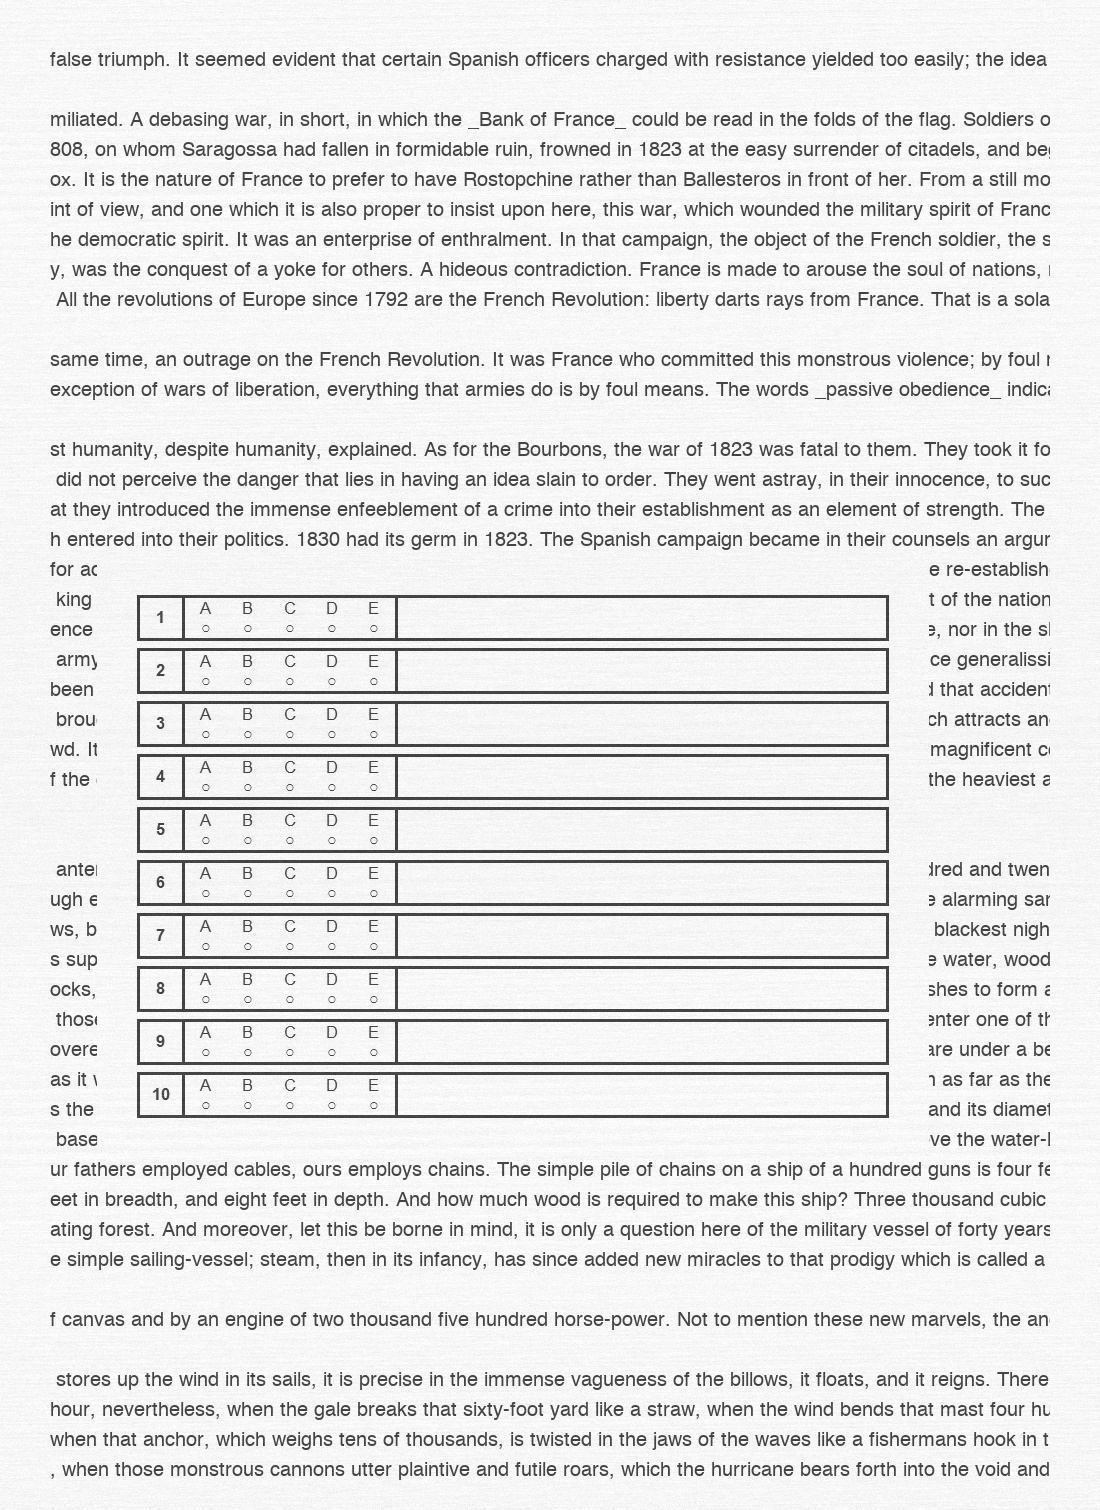 false triumph. It seemed evident that certain Spanish officers charged with resistance yielded too easily; the idea
miliated. A debasing war, in short, in which the _Bank of France_ could be read in the folds of the flag. Soldiers o
808, on whom Saragossa had fallen in formidable ruin, frowned in 1823 at the easy surrender of citadels, and
ox. It is the nature of France to prefer to have Rostopchine rather than Ballesteros in front of her. From a still mo
int of view, and one which it is also proper to insist upon here, this war, which wounded the military spirit of Franc
he democratic spirit. It was an enterprise of enthralment. In that campaign, the object of the French soldier, the s
y, was the conquest of a yoke for others. A hideous contradiction. France is made to arouse the soul of nations,
All the revolutions of Europe since 1792 are the French Revolution: liberty darts rays from France. That is a sola
same time, an outrage on the French Revolution. It was France who committed this monstrous violence; by foul
exception of wars of liberation, everything that armies do is by foul means. The words _passive obedience_ indica
st humanity, despite humanity, explained. As for the Bourbons, the war of 1823 was fatal to them. They took it fo
did not perceive the danger that lies in having an idea slain to order. They went astray, in their innocence, to suc
at they introduced the immense enfeeblement of a crime into their establishment as an element of strength. The
h entered into their politics. 1830 had its germ in 1823. The Spanish campaign became in their counsels an argur
for ac e re-establish
king t of the nation
1 A B C D E
ence e, nor in the sl
army ce generalissi
2 A B C D E
been d that accident
brou ch attracts an
3 A B C D E
wd. It magnificent c
f the the heaviest a
4 A B C D E
5 A B C D E
ante dred and twen
6 A B C D E
ugh e e alarming sar
ws, b blackest nigh
7 A B C D E
s sup e water, wood
ocks, shes to form a
8 A B C D E
those enter one of th
overe are under a be
9 A B C D E
as it w n as far as the
s the and its diamet
10 A B C D E
base ve the water-l
ur fathers employed cables, ours employs chains. The simple pile of chains on a ship of a hundred guns is four fe
eet in breadth, and eight feet in depth. And how much wood is required to make this ship? Three thousand cubic
ating forest. And moreover, let this be borne in mind, it is only a question here of the military vessel of forty years
e simple sailing-vessel; steam, then in its infancy, has since added new miracles to that prodigy which is called a
f canvas and by an engine of two thousand five hundred horse-power. Not to mention these new marvels, the an
stores up the wind in its sails, it is precise in the immense vagueness of the billows, it floats, and it reigns. There
hour, nevertheless, when the gale breaks that sixty-foot yard like a straw, when the wind bends that mast four hu
when that anchor, which weighs tens of thousands, is twisted in the jaws of the waves like a fishermans hook in t
, when those monstrous cannons utter plaintive and futile roars, which the hurricane bears forth into the void and